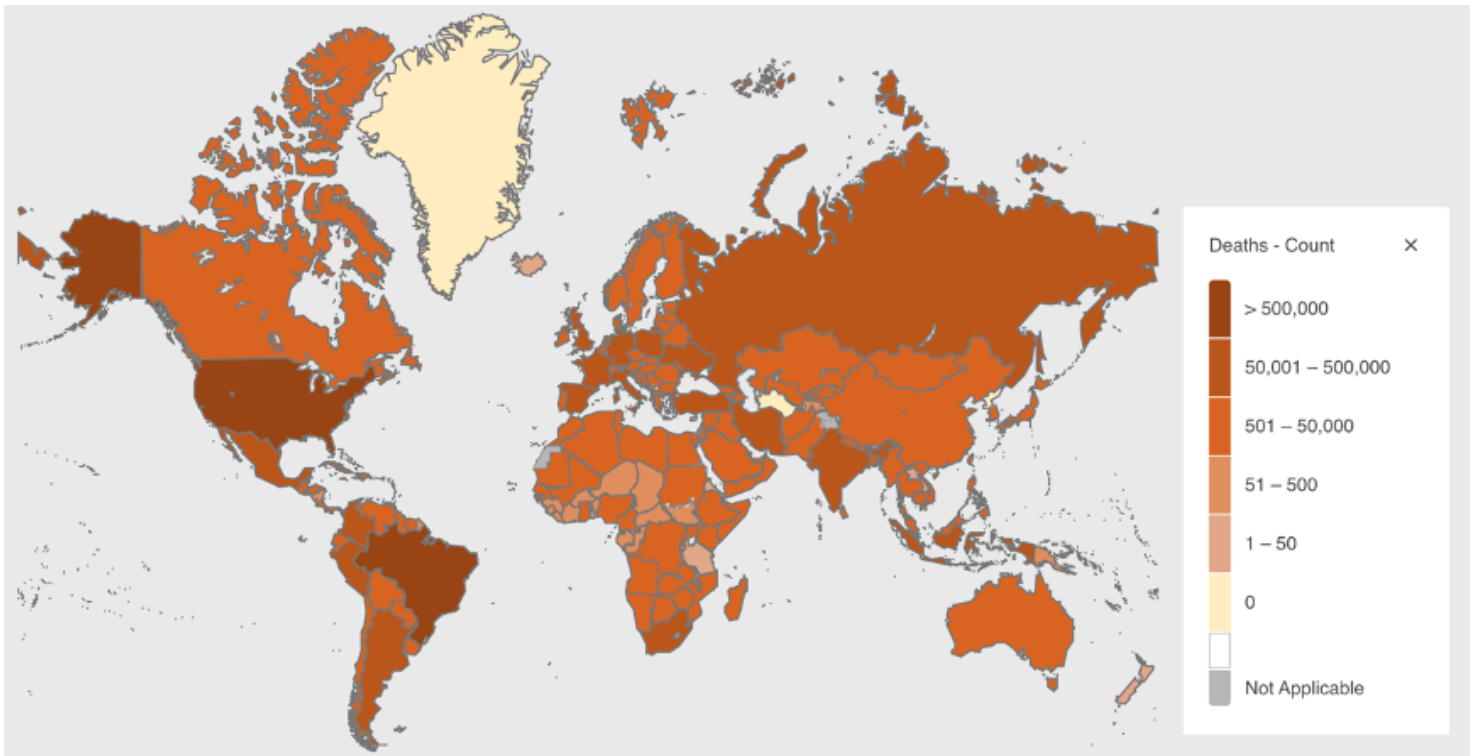 Deaths - Count ×
> 500,000
50,001 – 500,000
501 – 50,000
51 – 500
1 – 50
0
Not Applicable